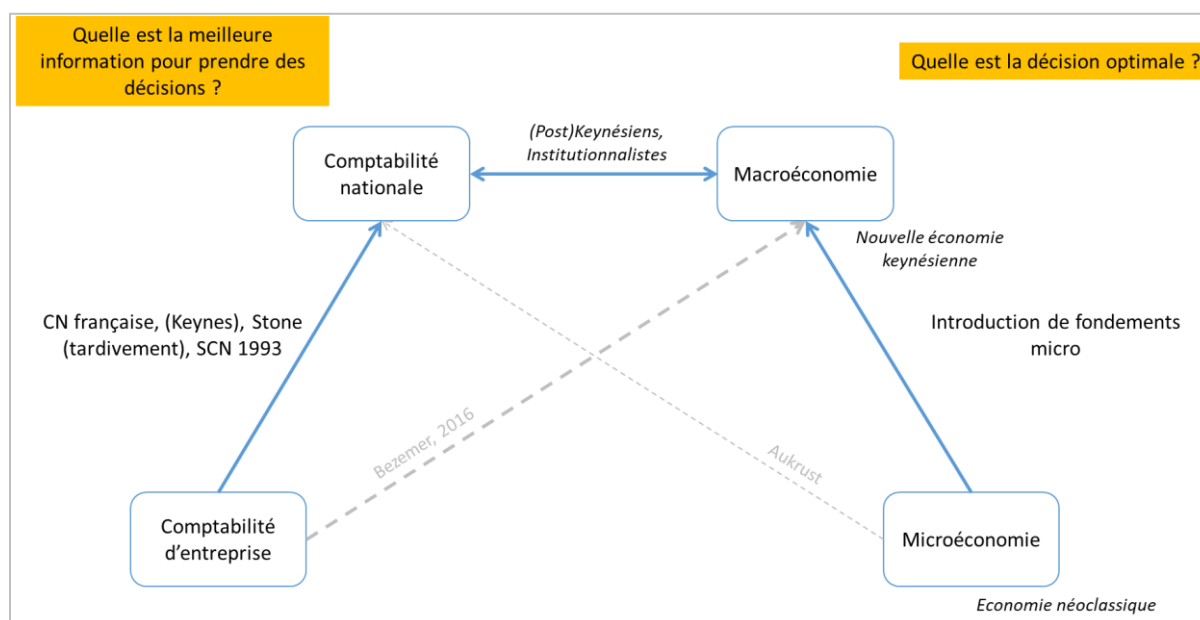 Quelle est la meilleure
information pour prendre des
décisions ?
Quelle est la décision optimale ?
(Post)Keynésiens,
Institutionnalistes
Comptabilité
nationale
Macroéconomie
Nouvelle économie
keynésienne
CN française, (Keynes), Stone
(tardivement), SCN 1993
Introduction de fondements
micro
Bezemer, 2016
Aukrust
Comptabilité
d’entreprise
Microéconomie
Economie néoclassique